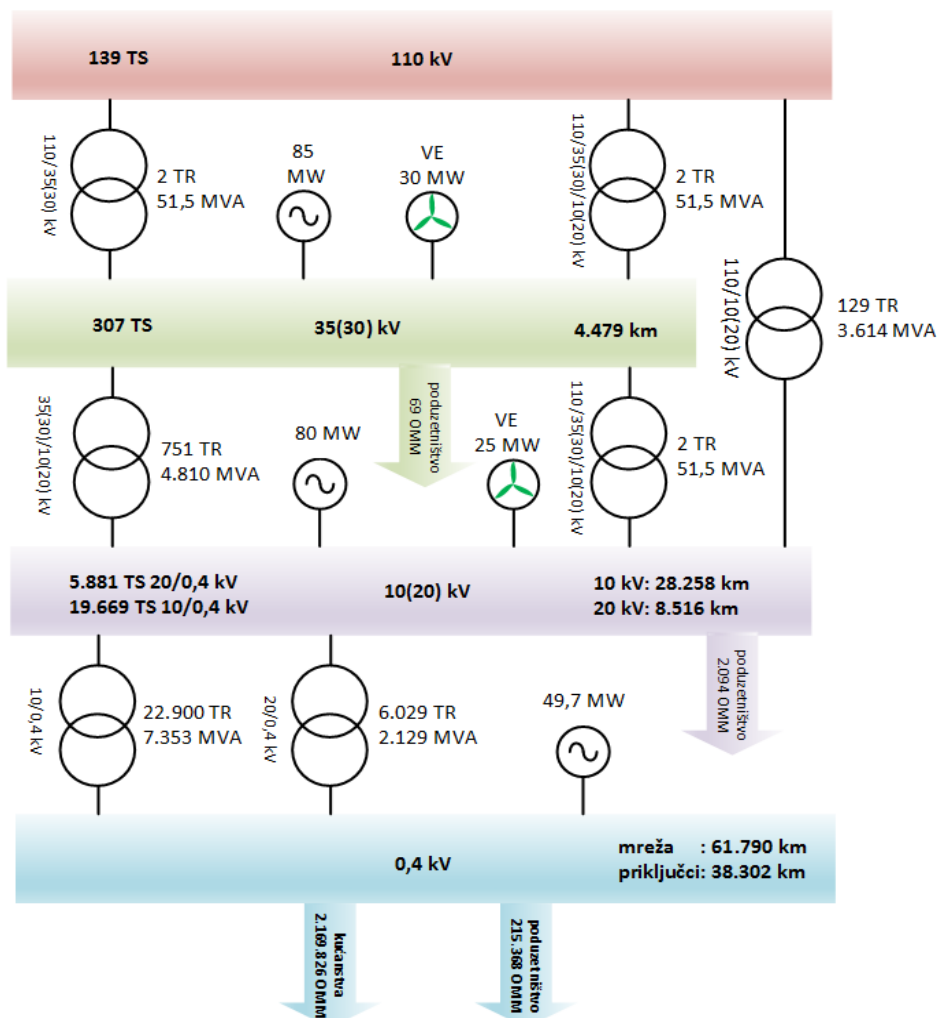 139 TS
110 kV
110/35(30) kV
2 TR
51,5 MVA
85
MW
VE
30 MW
110/35(30)/10(20) kV
2 TR
51,5 MVA
110/10(20) kV
129 TR
3.614 MVA
307 TS
35(30) kV
4.479 km
poduzetništvo
69 OMM
35(30)/10(20) kV
751 TR
4.810 MVA
80 MW
VE
25 MW
110/35(30)/10(20) kV
2 TR
51,5 MVA
5.881 TS 20/0,4 kV
19.669 TS 10/0,4 kV
10(20) kV
10 kV: 28.258 km
20 kV: 8.516 km
poduzetništvo
2.094 OMM
10/0,4 kV
22.900 TR
7.353 MVA
20/0,4 kV
6.029 TR
2.129 MVA
49,7 MW
0,4 kV
mreža : 61.790 km
priključci: 38.302 km
kućanstva
2.169.826 OMM
poduzetništvo
215.368 OMM